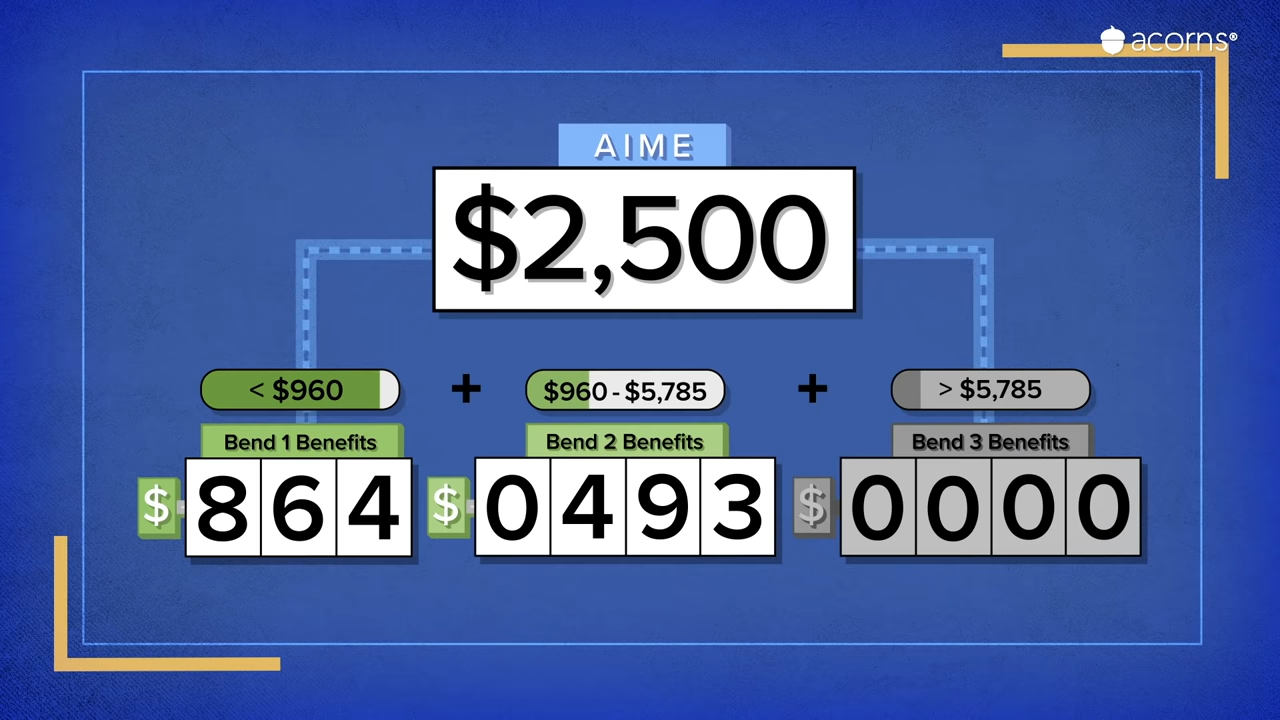 acorns®
AIME
$2,500
< $960 + $960 - $5,785 + > $5,785
Bend 1 Benefits Bend 2 Benefits Bend 3 Benefits
$ 864 $ 0493 $ 0000